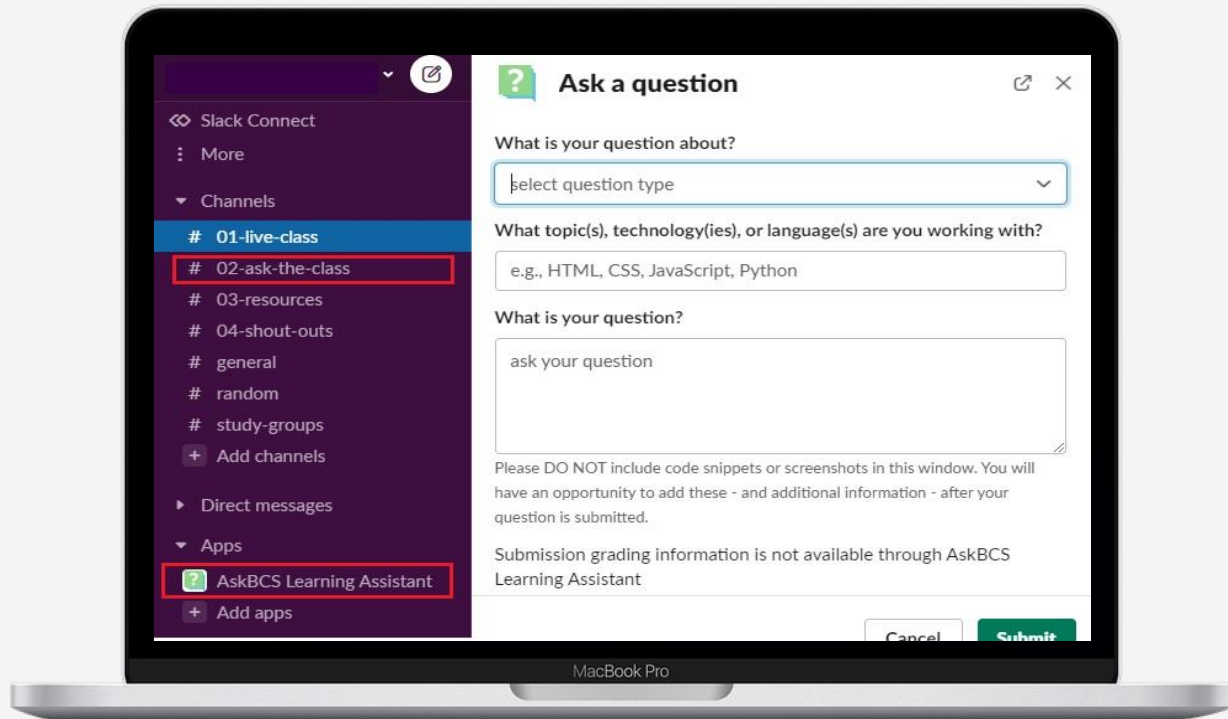 Slack Connect
More
Channels
# 01-live-class
# 02-ask-the-class
# 03-resources
# 04-shout-outs
# general
# random
# study-groups
+ Add channels
Direct messages
Apps
? AskBCS Learning Assistant
+ Add apps
? Ask a question
What is your question about?
select question type
What topic(s), technology(ies), or language(s) are you working with?
e.g., HTML, CSS, JavaScript, Python
What is your question?
ask your question
Please DO NOT include code snippets or screenshots in this window. You will
have an opportunity to add these - and additional information - after your
question is submitted.
Submission grading information is not available through AskBCS
Learning Assistant
Cancel
Submit
MacBook Pro